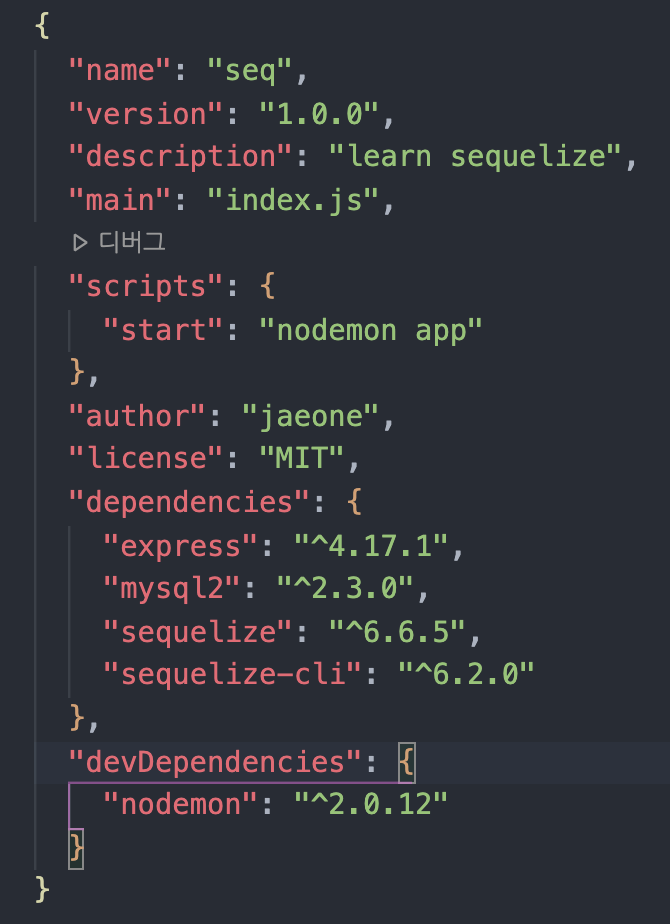 {
"name": "seq",
"version": "1.0.0",
"description": "learn sequelize",
"main": "index.js",
▷ 디버그
"scripts": {
"start": "nodemon app"
},
"author": "jaeone",
"license": "MIT",
"dependencies": {
"express": "^4.17.1",
"mysql2": "^2.3.0",
"sequelize": "^6.6.5",
"sequelize-cli": "^6.2.0"
},
"devDependencies": {
"nodemon": "^2.0.12"
}
}